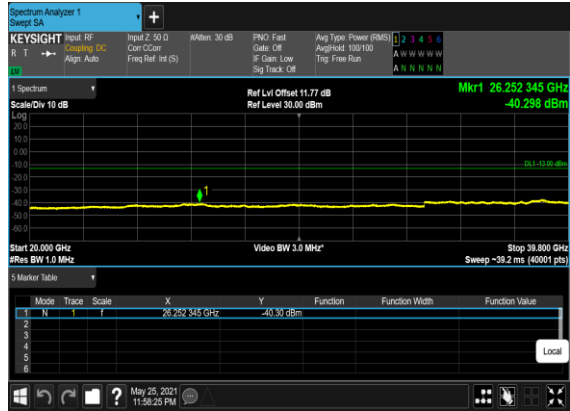 Spectrum Analyzer 1
Swept SA
KEYSIGHT Input: RF Input Z: 50 Ω #Atten: 30 dB PNO: Fast Avg Type: Power (RMS) 1 2 3 4 5 6
R T Coupling: DC Corr CCorr Gate: Off Avg|Hold: 100/100 A W W W W W
Align: Auto Freq Ref: Int (S) IF Gain: Low Trig: Free Run
Sig Track: Off A N N N N N
1 Spectrum Ref Lvl Offset 11.77 dB Mkr1 26.252 345 GHz
Scale/Div 10 dB Ref Level 30.00 dBm -40.298 dBm
Log
20.0
10.0
0.00
-10.0 DL1 -13.00 dBm
-20.0
-30.0 1
-40.0
-50.0
-60.0
Start 20.000 GHz Video BW 3.0 MHz* Stop 39.800 GHz
#Res BW 1.0 MHz Sweep ~39.2 ms (40001 pts)
5 Marker Table
Mode Trace Scale X Y Function Function Width Function Value
1 N 1 f 26.252 345 GHz -40.30 dBm
2
3
4
5
6
Local
? May 25, 2021
11:58:25 PM